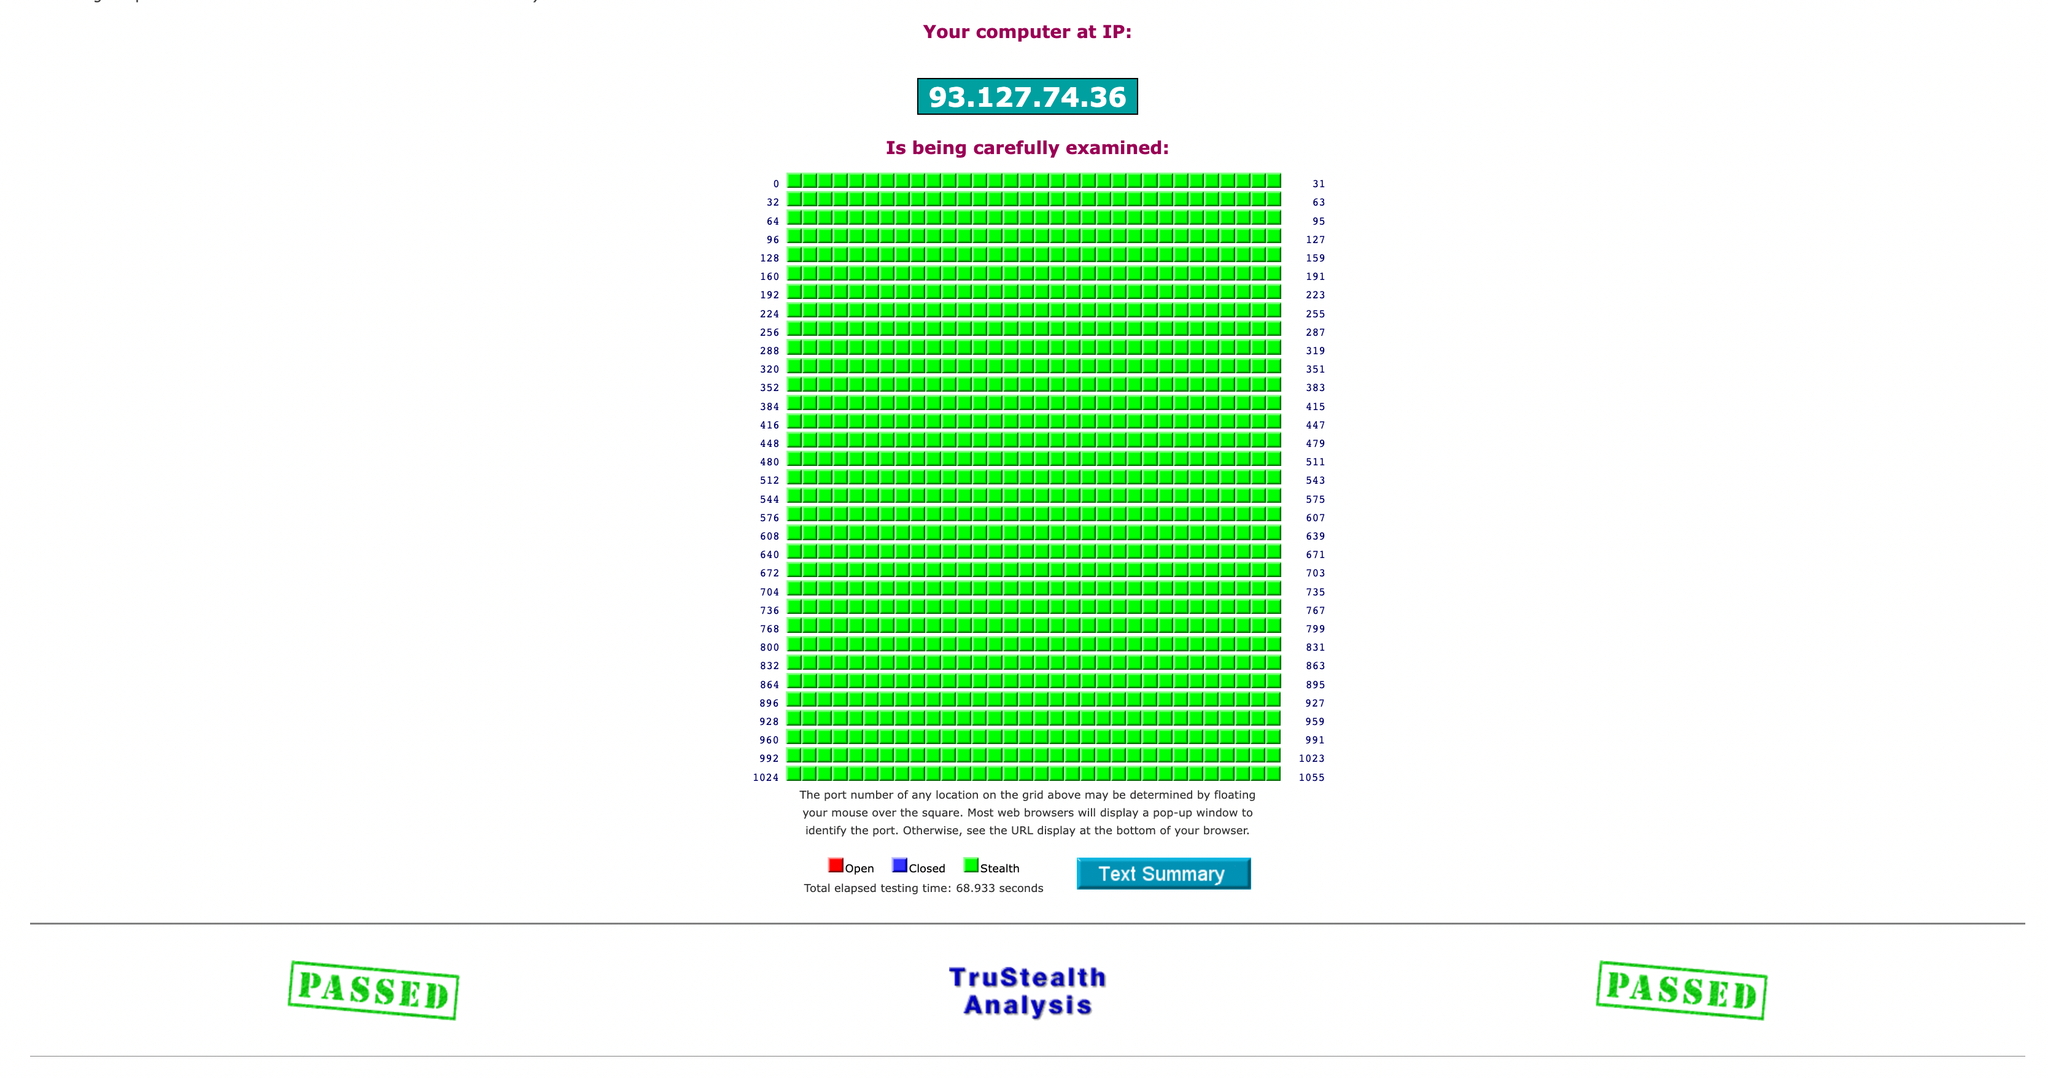 Your computer at IP:
93.127.74.36
Is being carefully examined:
0 31
32 63
64 95
96 127
128 159
160 191
192 223
224 255
256 287
288 319
320 351
352 383
384 415
416 447
448 479
480 511
512 543
544 575
576 607
608 639
640 671
672 703
704 735
736 767
768 799
800 831
832 863
864 895
896 927
928 959
960 991
992 1023
1024 1055
The port number of any location on the grid above may be determined by floating
your mouse over the square. Most web browsers will display a pop-up window to
identify the port. Otherwise, see the URL display at the bottom of your browser.
Open Closed Stealth
Total elapsed testing time: 68.933 seconds
Text Summary
PASSED
TruStealth
Analysis
PASSED